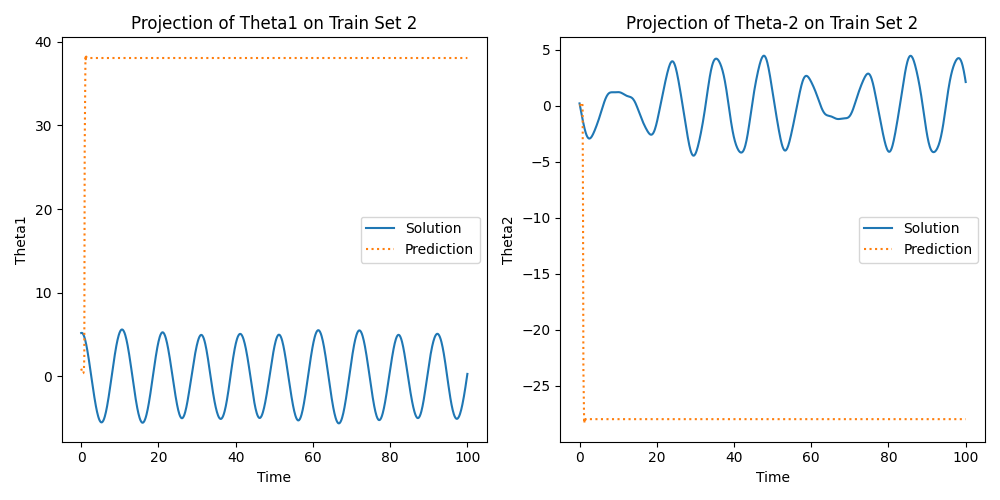 Projection of Theta1 on Train Set 2
Theta1
40
30
20
10
0
Solution
Prediction
0 20 40 60 80 100
Time
Projection of Theta-2 on Train Set 2
Theta2
5
0
−5
−10
−15
−20
−25
Solution
Prediction
0 20 40 60 80 100
Time